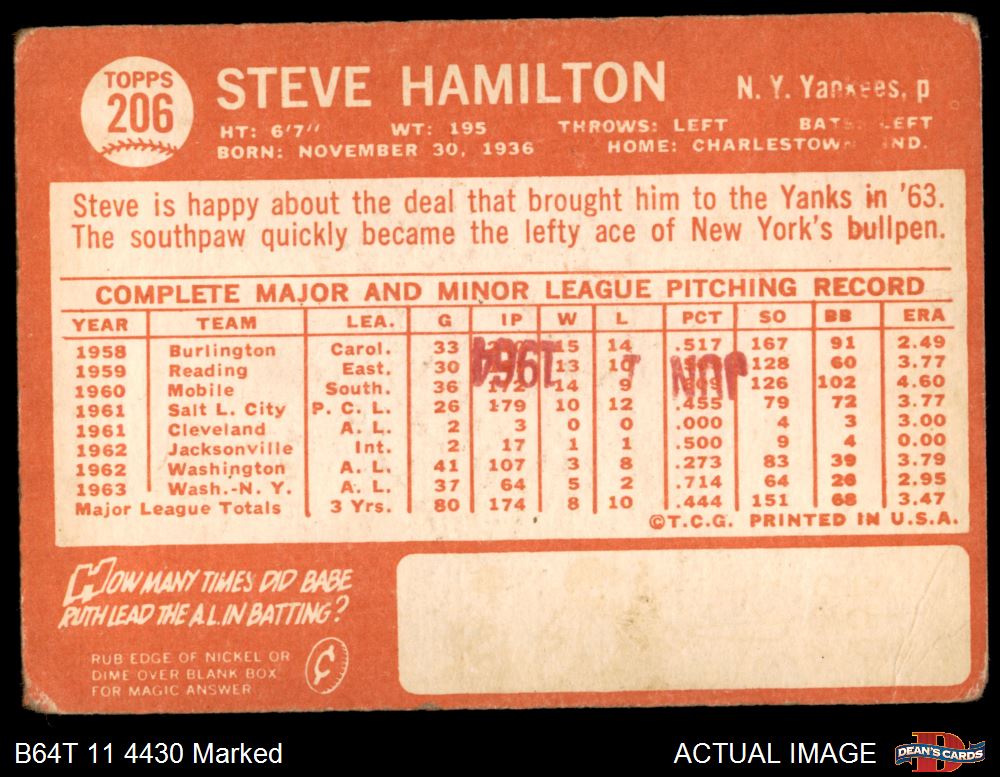 TOPPS
206
STEVE HAMILTON
N. Y. Yankees, p
HT: 6'7" WT: 195 THROWS: LEFT BATS: LEFT
BORN: NOVEMBER 30, 1936 HOME: CHARLESTOWN IND.
Steve is happy about the deal that brought him to the Yanks in '63.
The southpaw quickly became the lefty ace of New York's bullpen.
COMPLETE MAJOR AND MINOR LEAGUE PITCHING RECORD
YEAR TEAM LEA. G IP W L PCT SO BB ERA
1958 Burlington Carol. 33 15 14 .517 167 91 2.49
1959 Reading East. 30 13 10 128 60 3.77
1960 Mobile South. 36 172 14 9 126 102 4.60
1961 Salt L. City P. C. L. 26 179 10 12 .455 79 72 3.77
1961 Cleveland A. L. 2 3 0 0 .000 4 3 3.00
1962 Jacksonville Int. 2 17 1 1 .500 9 4 0.00
1962 Washington A. L. 41 107 3 8 .273 83 39 3.79
1963 Wash.-N. Y. A. L. 37 64 5 2 .714 64 26 2.95
Major League Totals 3 Yrs. 80 174 8 10 .444 151 68 3.47
©T.C.G. PRINTED IN U.S.A.
JUN 1 1964
HOW MANY TIMES DID BABE
RUTH LEAD THE A.L. IN BATTING?
RUB EDGE OF NICKEL OR
DIME OVER BLANK BOX
FOR MAGIC ANSWER
B64T 11 4430 Marked
ACTUAL IMAGE
DEAN'S CARDS